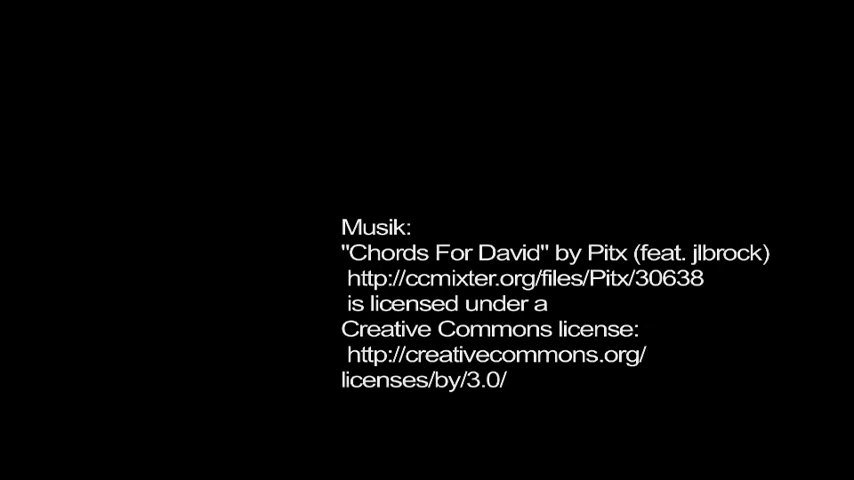 Musik:
"Chords For David" by Pitx (feat. jlbrock)
http://ccmixter.org/files/Pitx/30638
is licensed under a
Creative Commons license:
http://creativecommons.org/
licenses/by/3.0/